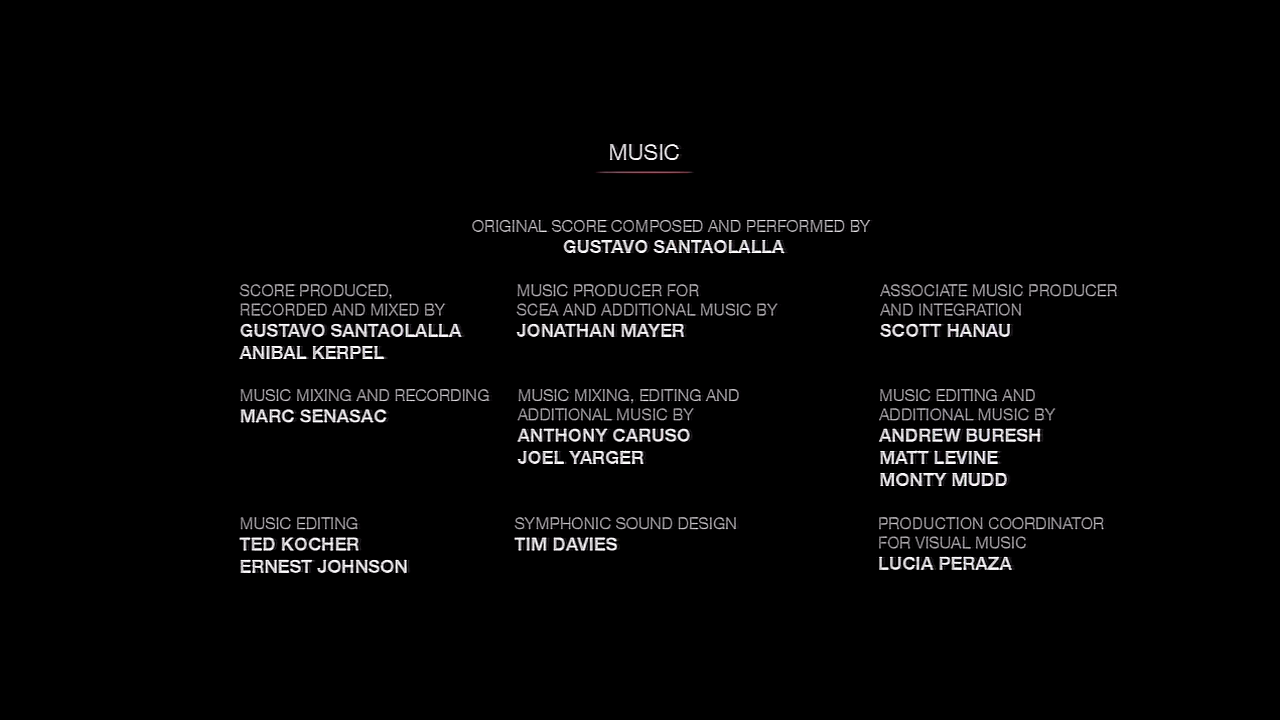 MUSIC
ORIGINAL SCORE COMPOSED AND PERFORMED BY
GUSTAVO SANTAOLALLA
SCORE PRODUCED,
RECORDED AND MIXED BY
GUSTAVO SANTAOLALLA
ANIBAL KERPEL
MUSIC PRODUCER FOR
SCEA AND ADDITIONAL MUSIC BY
JONATHAN MAYER
ASSOCIATE MUSIC PRODUCER
AND INTEGRATION
SCOTT HANAU
MUSIC MIXING AND RECORDING
MARC SENASAC
MUSIC MIXING, EDITING AND
ADDITIONAL MUSIC BY
ANTHONY CARUSO
JOEL YARGER
MUSIC EDITING AND
ADDITIONAL MUSIC BY
ANDREW BURESH
MATT LEVINE
MONTY MUDD
MUSIC EDITING
TED KOCHER
ERNEST JOHNSON
SYMPHONIC SOUND DESIGN
TIM DAVIES
PRODUCTION COORDINATOR
FOR VISUAL MUSIC
LUCIA PERAZA